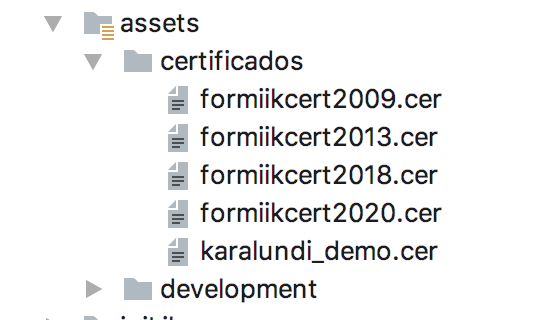 assets
certificados
formiikcert2009.cer
formiikcert2013.cer
formiikcert2018.cer
formiikcert2020.cer
karalundi_demo.cer
development